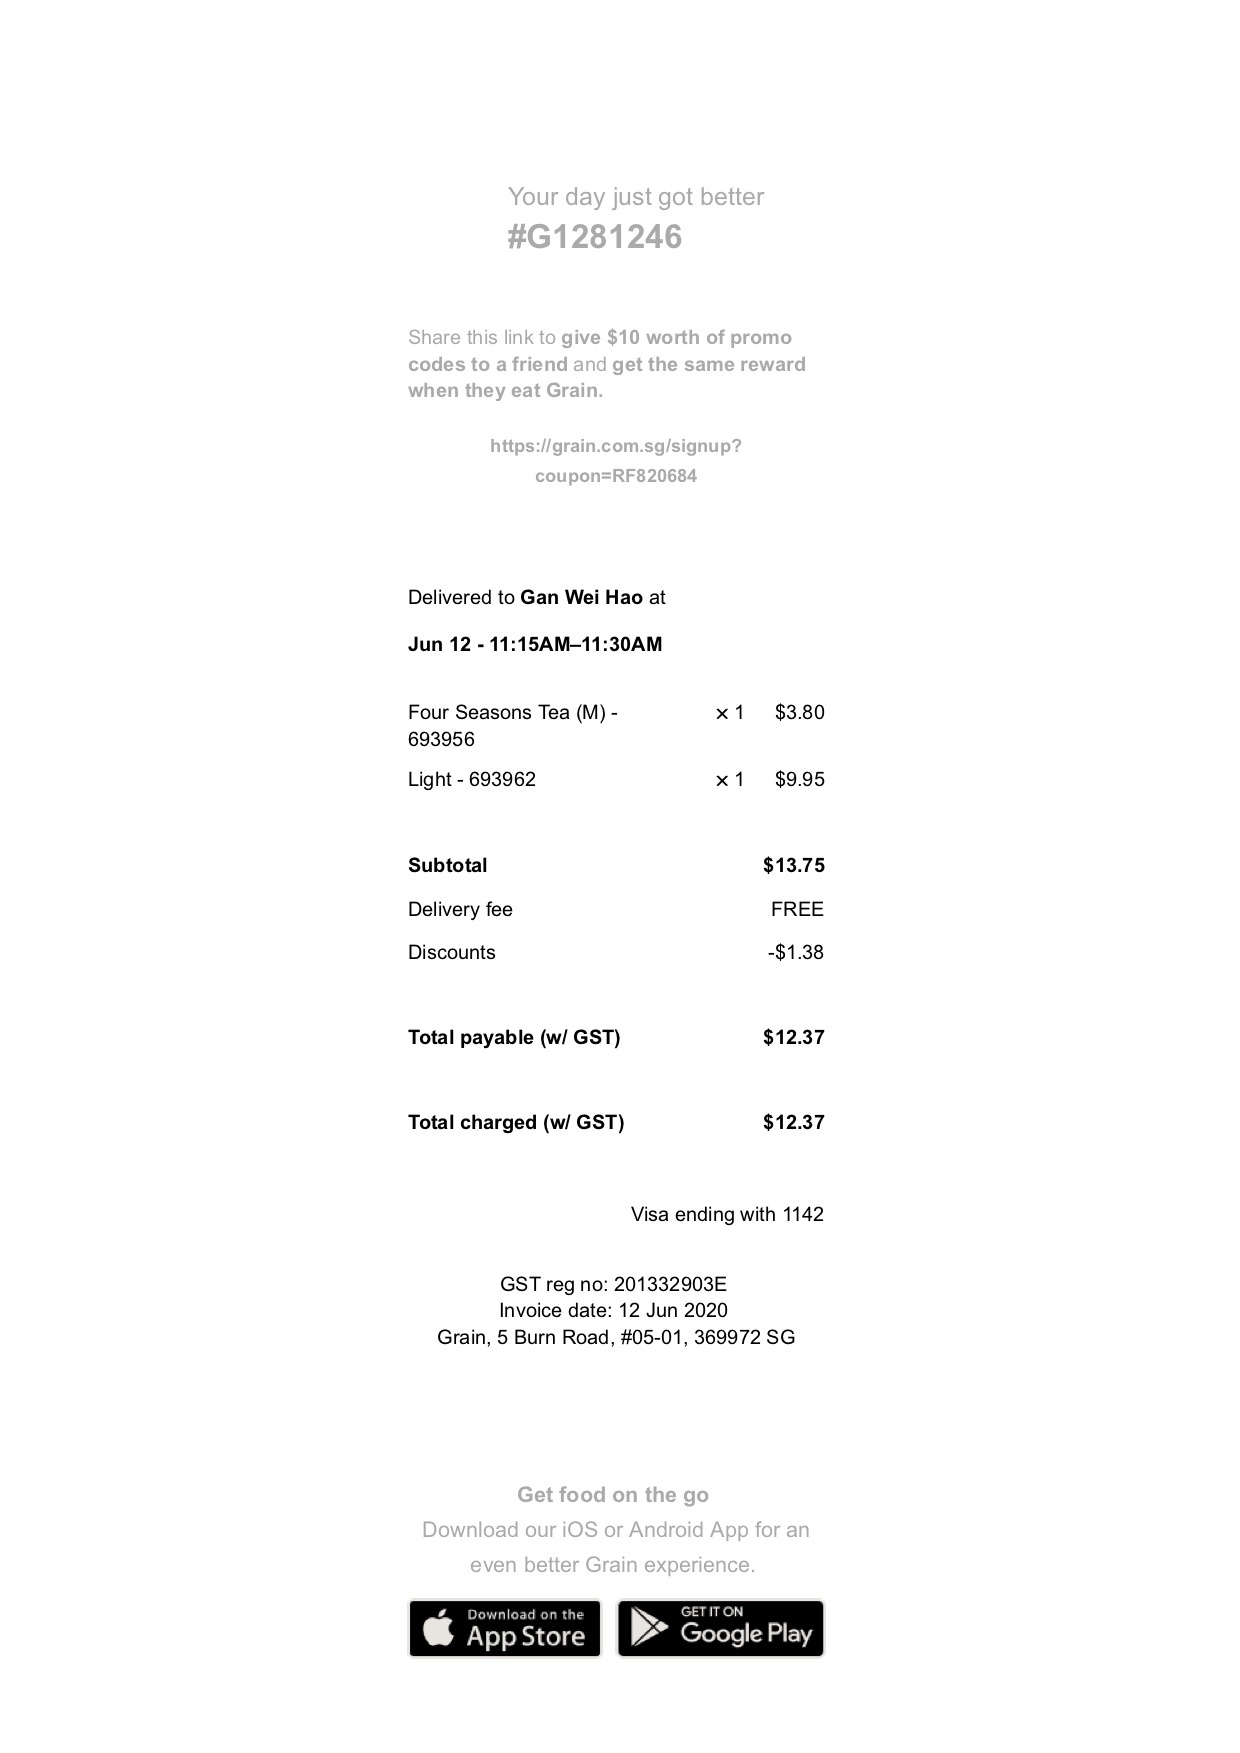 Your day just got better
#G1281246
Share this link to give $10 worth of promo
codes to a friend and get the same reward
when they eat Grain.
https://grain.com.sg/signup?
coupon=RF820684
Delivered to Gan Wei Hao at
Jun 12 - 11:15AM–11:30AM
Four Seasons Tea (M) - × 1 $3.80
693956
Light - 693962 × 1 $9.95
Subtotal $13.75
Delivery fee FREE
Discounts -$1.38
Total payable (w/ GST) $12.37
Total charged (w/ GST) $12.37
Visa ending with 1142
GST reg no: 201332903E
Invoice date: 12 Jun 2020
Grain, 5 Burn Road, #05-01, 369972 SG
Get food on the go
Download our iOS or Android App for an
even better Grain experience.
Download on the
App Store
GET IT ON
Google Play